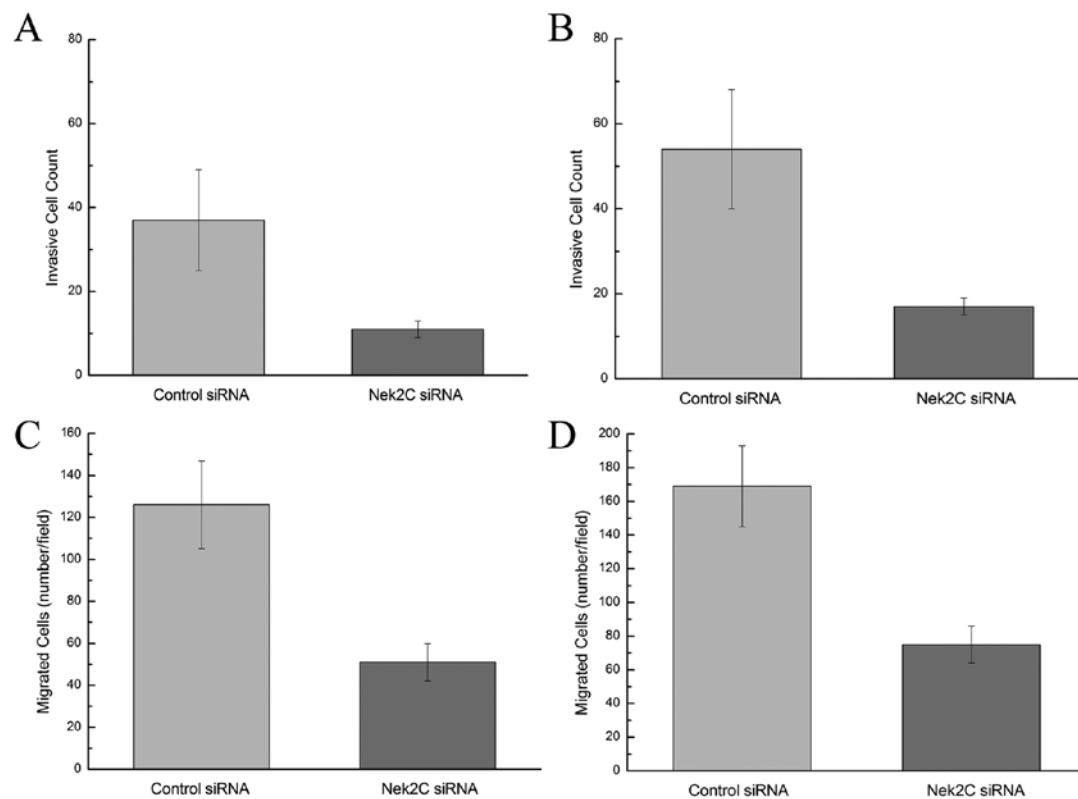 A
80
60
40
20
0
Invasive Cell Count
Control siRNA
Nek2C siRNA
B
80
60
40
20
0
Invasive Cell Count
Control siRNA
Nek2C siRNA
C
160
140
120
100
80
60
40
20
0
Migrated Cells (number/field)
Control siRNA
Nek2C siRNA
D
200
180
160
140
120
100
80
60
40
20
0
Migrated Cells (number/field)
Control siRNA
Nek2C siRNA